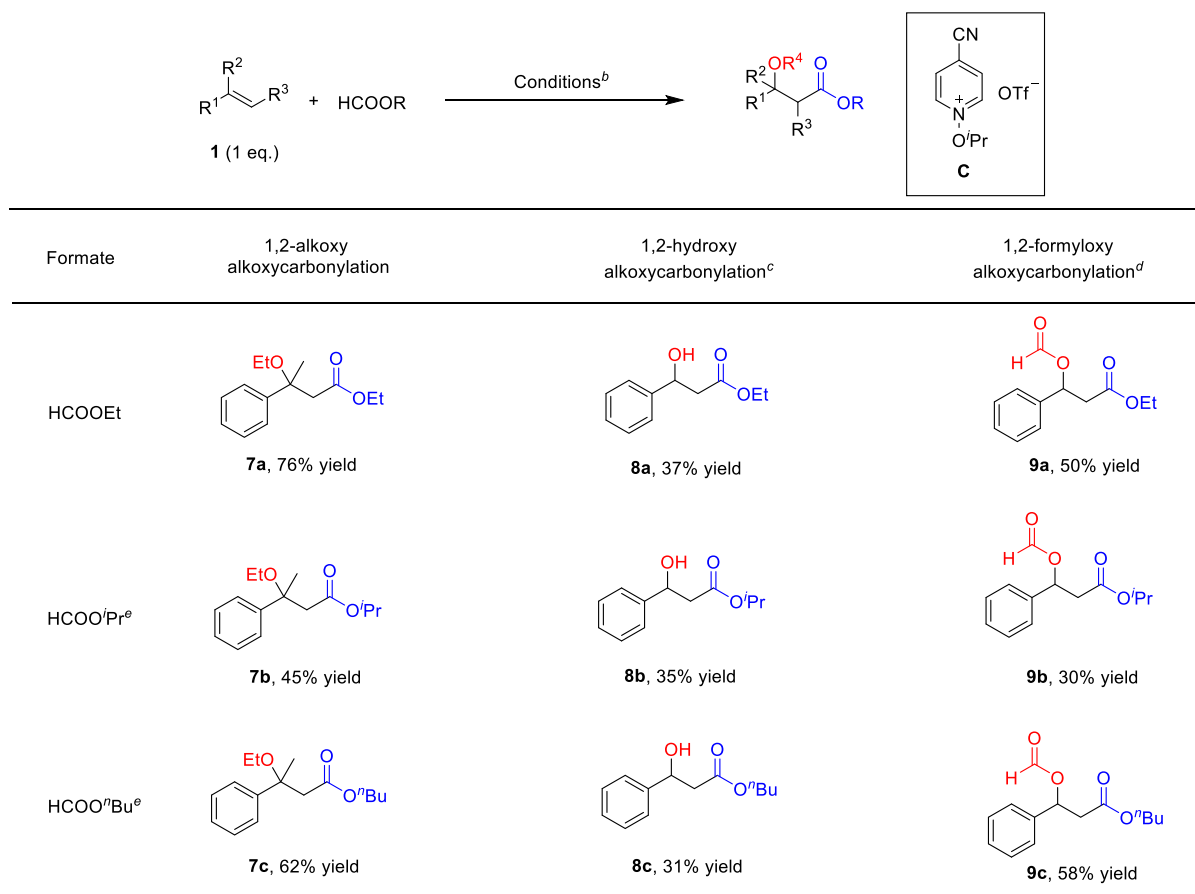 R2
R1
R3
+
HCOOR
Conditionsb
1 (1 eq.)
OR4
O
R2
R1
OR
R3
CN
+
N
OTf−
OiPr
C
Formate
1,2-alkoxy
alkoxycarbonylation
1,2-hydroxy
alkoxycarbonylationc
1,2-formyloxy
alkoxycarbonylationd
HCOOEt
EtO
O
OEt
7a, 76% yield
OH
O
OEt
8a, 37% yield
O
H
O
O
OEt
9a, 50% yield
HCOOiPre
EtO
O
OiPr
7b, 45% yield
OH
O
OiPr
8b, 35% yield
O
H
O
O
OiPr
9b, 30% yield
HCOOnBue
EtO
O
OnBu
7c, 62% yield
OH
O
OnBu
8c, 31% yield
O
H
O
O
OnBu
9c, 58% yield